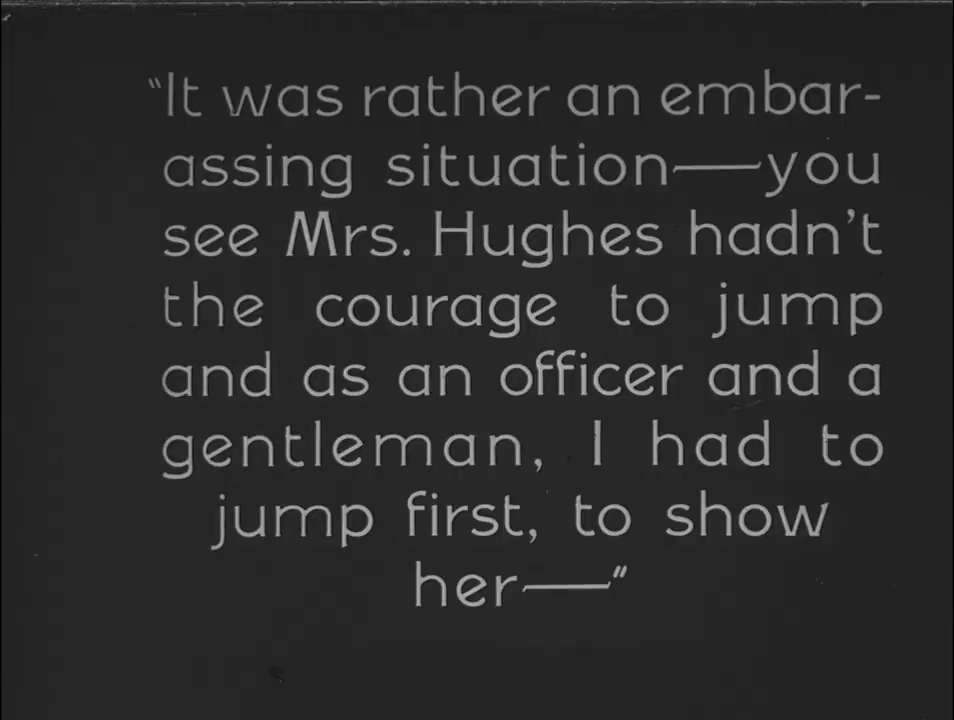 "It was rather an embar-
assing situation——you
see Mrs. Hughes hadn't
the courage to jump
and as an officer and a
gentleman, I had to
jump first, to show
her——"